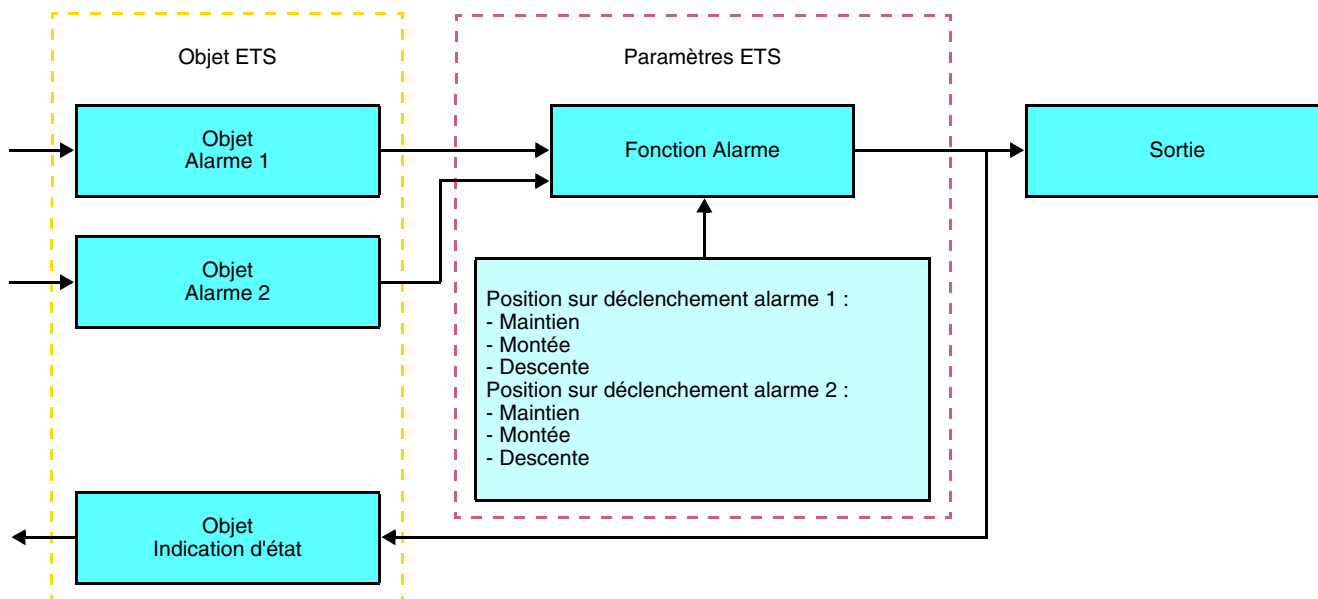 Objet ETS
Paramètres ETS
Objet
Alarme 1
Fonction Alarme
Sortie
Objet
Alarme 2
Position sur déclenchement alarme 1 :
- Maintien
- Montée
- Descente
Position sur déclenchement alarme 2 :
- Maintien
- Montée
- Descente
Objet
Indication d'état